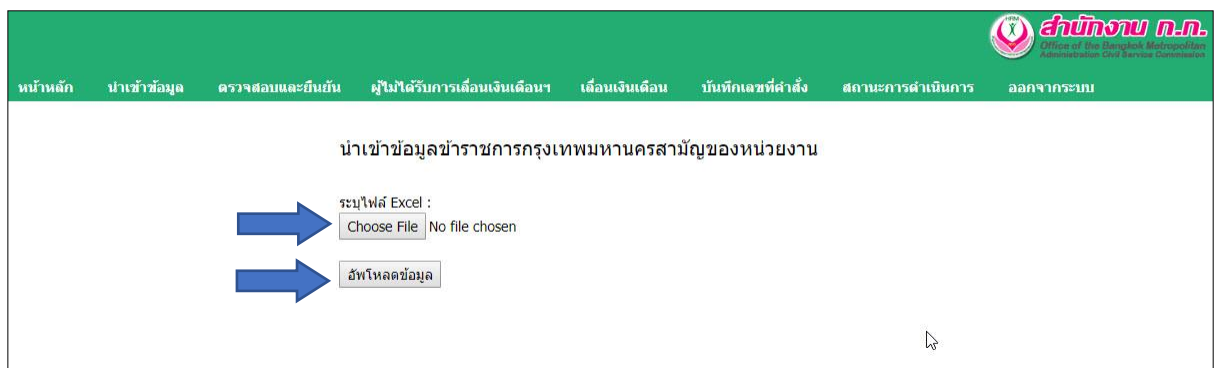 HRM
สำนักงาน ก.ก.
Office of the Bangkok Metropolitan
Administration Civil Service Commission
หน้าหลัก นำเข้าข้อมูล ตรวจสอบและยืนยัน ผู้ไม่ได้รับการเลื่อนเงินเดือนฯ เลื่อนเงินเดือน บันทึกเลขที่คำสั่ง สถานะการดำเนินการ ออกจากระบบ
นำเข้าข้อมูลข้าราชการกรุงเทพมหานครสามัญของหน่วยงาน
ระบุไฟล์ Excel :
Choose File No file chosen
อัพโหลดข้อมูล